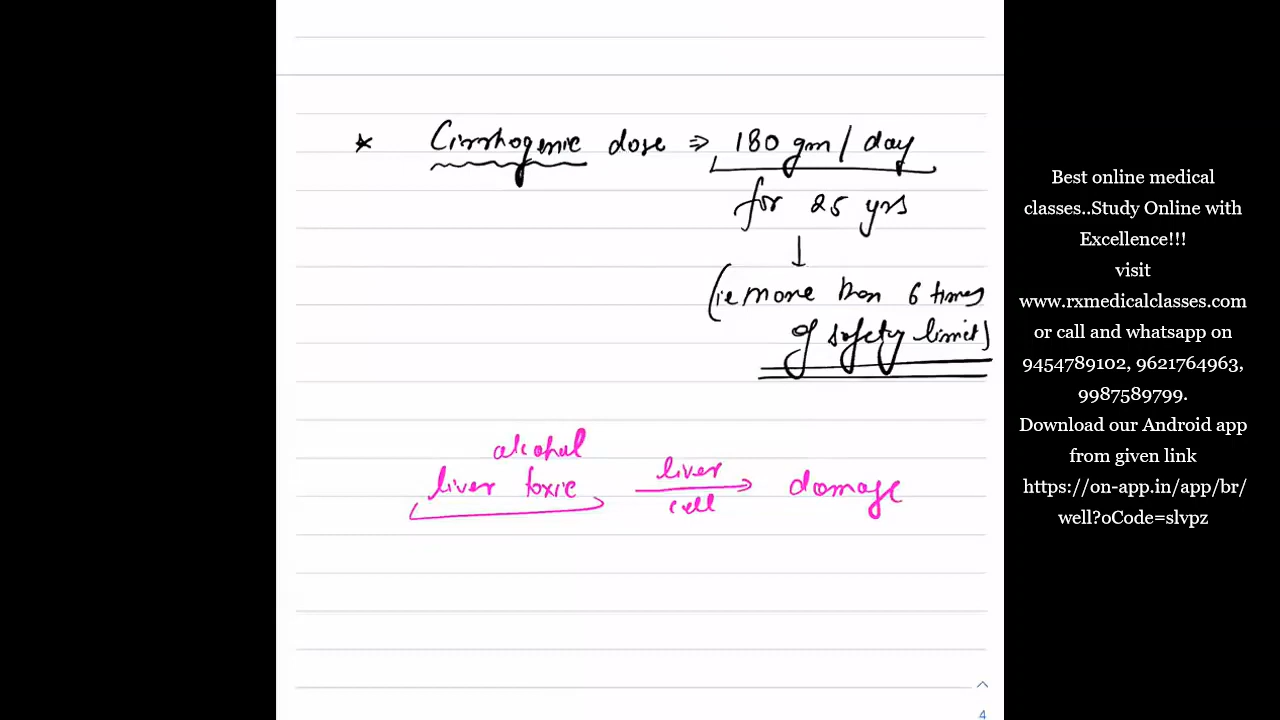 * Cirrhogenic dose ⇒ 180 gm/day
for 25 yrs
↓
(ie more than 6 times
of safety limit)
alcohol
liver toxic liver cell → damage
4
Best online medical
classes..Study Online with
Excellence!!!
visit
www.rxmedicalclasses.com
or call and whatsapp on
9454789102, 9621764963,
9987589799.
Download our Android app
from given link
https://on-app.in/app/br/
well?oCode=slvpz